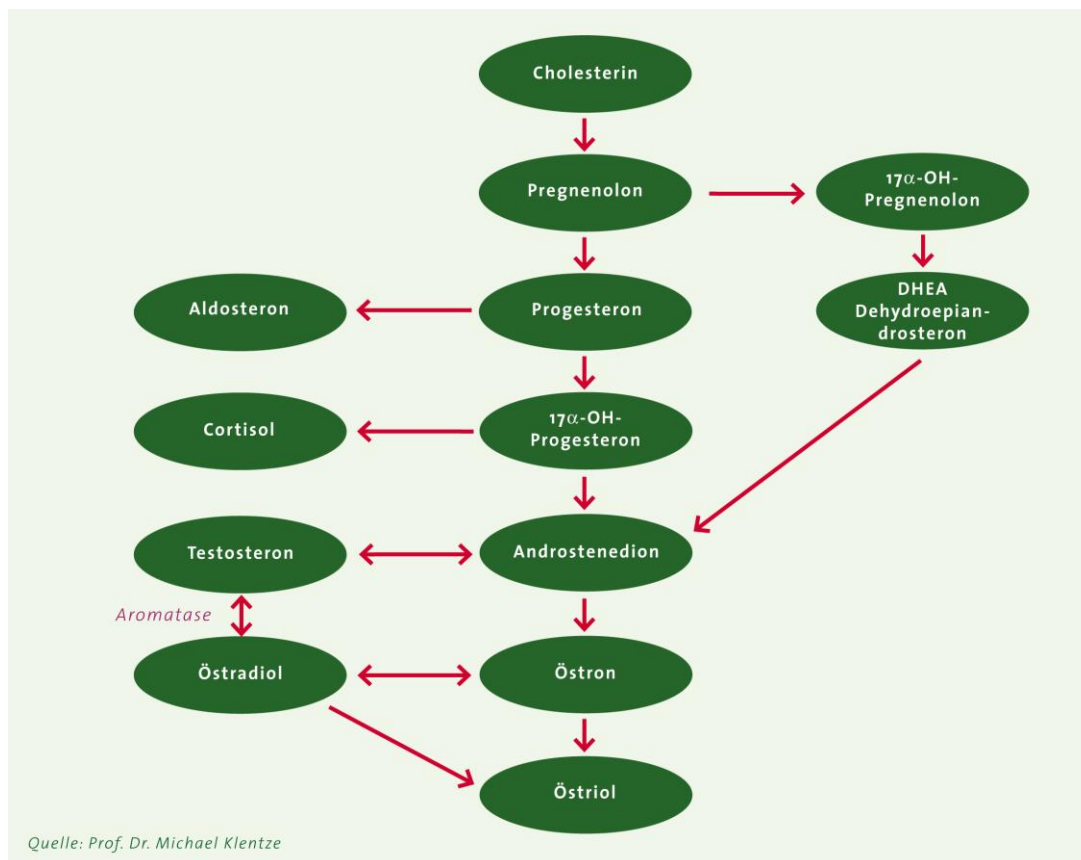 Cholesterin
Pregnenolon
17α-OH-
Pregnenolon
Aldosteron
Progesteron
DHEA
Dehydroepian-
drosteron
Cortisol
17α-OH-
Progesteron
Testosteron
Androstenedion
Aromatase
Östradiol
Östron
Östriol
Quelle: Prof. Dr. Michael Klentze